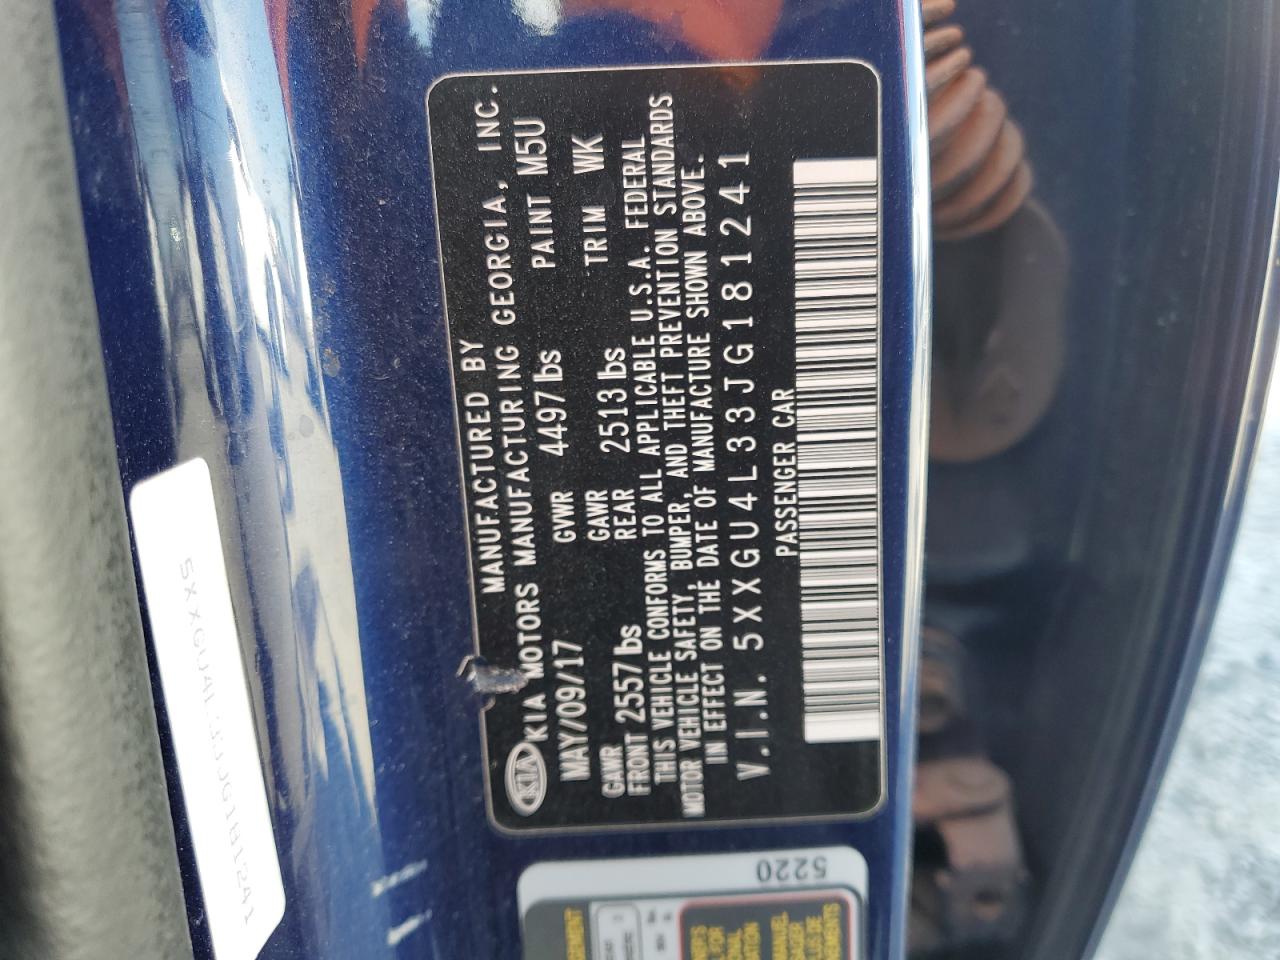 MANUFACTURED BY
KIA KIA MOTORS MANUFACTURING GEORGIA, INC.
MAY/09/17 GVWR 4497 lbs PAINT M5U
GAWR FRONT 2557 lbs GAWR REAR 2513 lbs TRIM WK
THIS VEHICLE CONFORMS TO ALL APPLICABLE U.S.A. FEDERAL
MOTOR VEHICLE SAFETY, BUMPER, AND THEFT PREVENTION STANDARDS
IN EFFECT ON THE DATE OF MANUFACTURE SHOWN ABOVE.
V.I.N. 5XXGU4L33JG181241
PASSENGER CAR
5XXGU4L33JG181241
5220